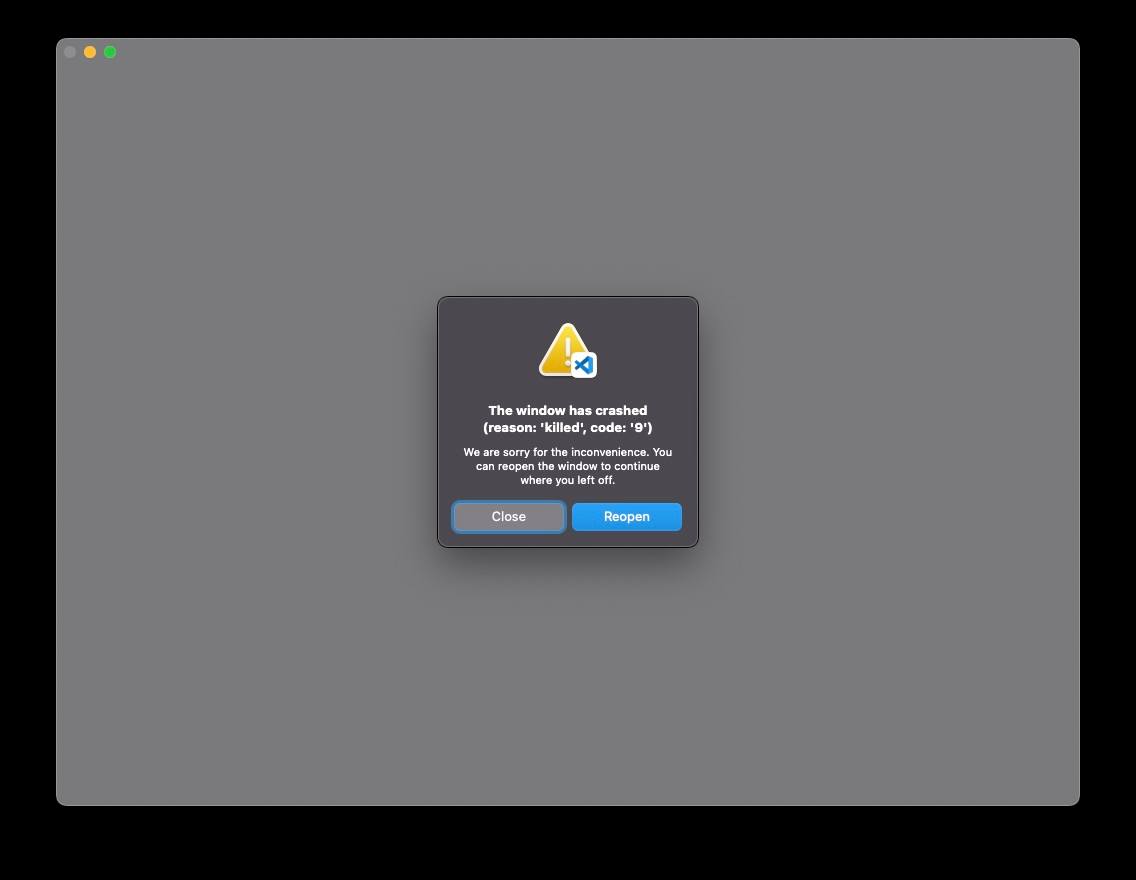 The window has crashed
(reason: 'killed', code: '9')
We are sorry for the inconvenience. You
can reopen the window to continue
where you left off.
Close
Reopen